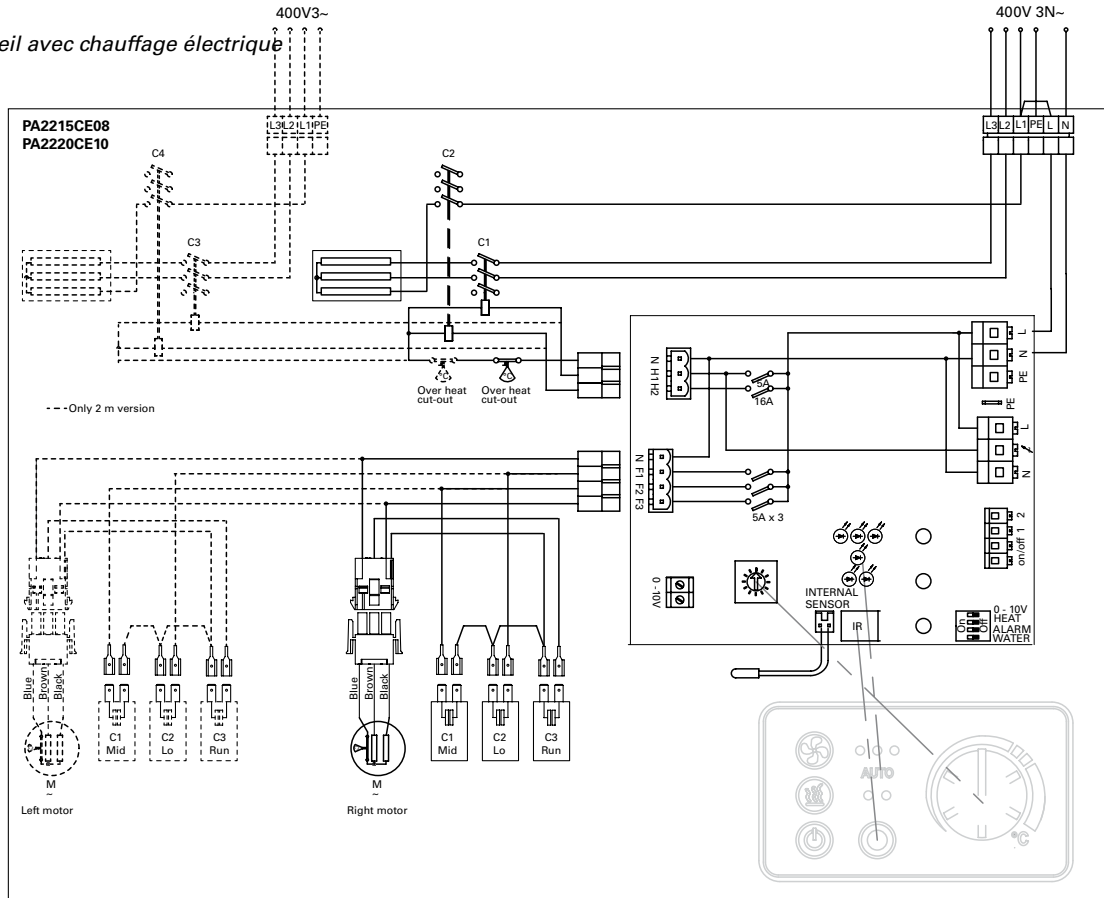 400V3~
400V 3N~
eil avec chauffage électrique
PA2215CE08
PA2220CE10
L3 L2 L1 PE
L3 L2 L1 PE L N
C4
C2
C3
C1
Over heat cut-out
Over heat cut-out
°C
°C
---Only 2 m version
N H1 H2
5A
16A
L
N
PE
PE
L
N
N F1 F2 F3
5A x 3
on/off 1 2
0 -10V
INTERNAL
SENSOR
IR
On
Off
0 - 10V
HEAT
ALARM
WATER
Blue
Brown
Black
C1
Mid
C2
Lo
C3
Run
M
~
Left motor
Blue
Brown
Black
C1
Mid
C2
Lo
C3
Run
M
~
Right motor
AUTO
°C